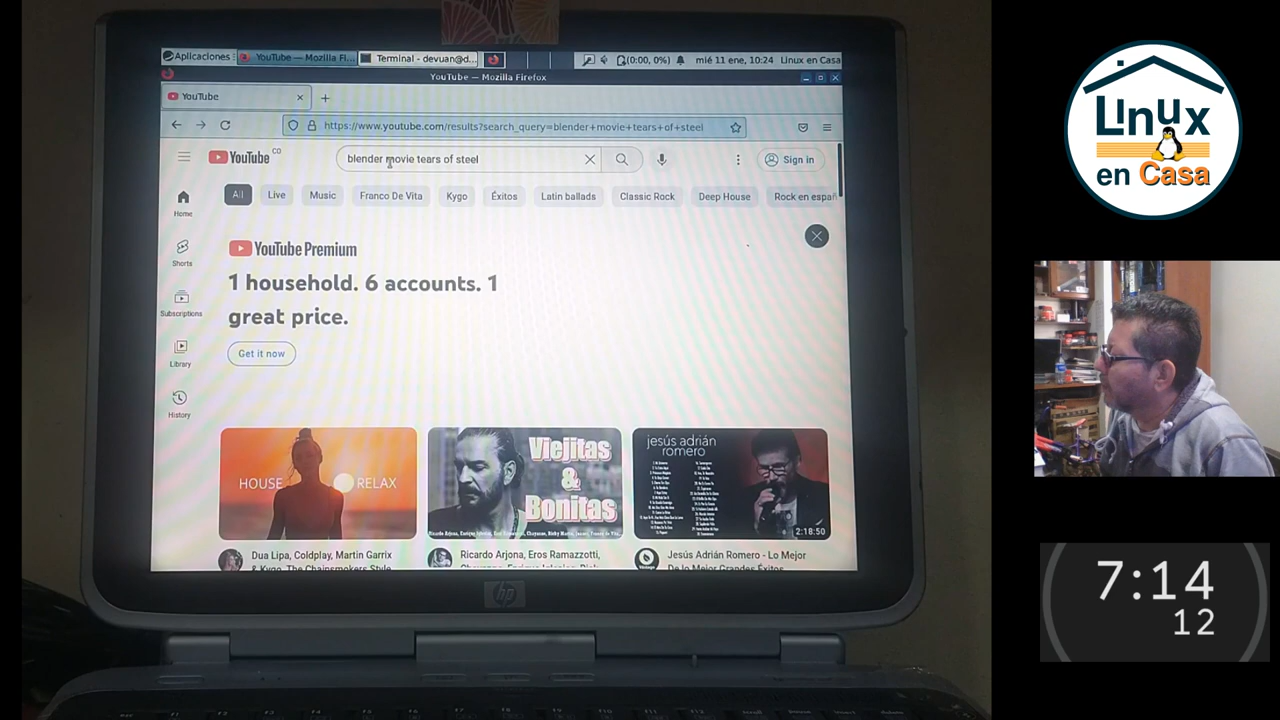 Aplicaciones
YouTube — Mozilla Fi...
Terminal - devuan@d...
(0:00, 0%)
mié 11 ene, 10:24
Linux en Casa
YouTube — Mozilla Firefox
YouTube
https://www.youtube.com/results?search_query=blender+movie+tears+of+steel
YouTube CO
blender movie tears of steel
Sign in
All
Live
Music
Franco De Vita
Kygo
Éxitos
Latin ballads
Classic Rock
Deep House
Rock en españ
Home
Shorts
Subscriptions
Library
History
YouTube Premium
1 household. 6 accounts. 1
great price.
Get it now
HOUSE RELAX
Viejitas
&
Bonitas
jesús adrián
romero
2:18:50
Dua Lipa, Coldplay, Martin Garrix
& Kygo, The Chainsmokers Style
Ricardo Arjona, Eros Ramazzotti,
Jesús Adrián Romero - Lo Mejor
De lo Mejor Grandes Éxitos
hp
LInux
en Casa
7:14
12